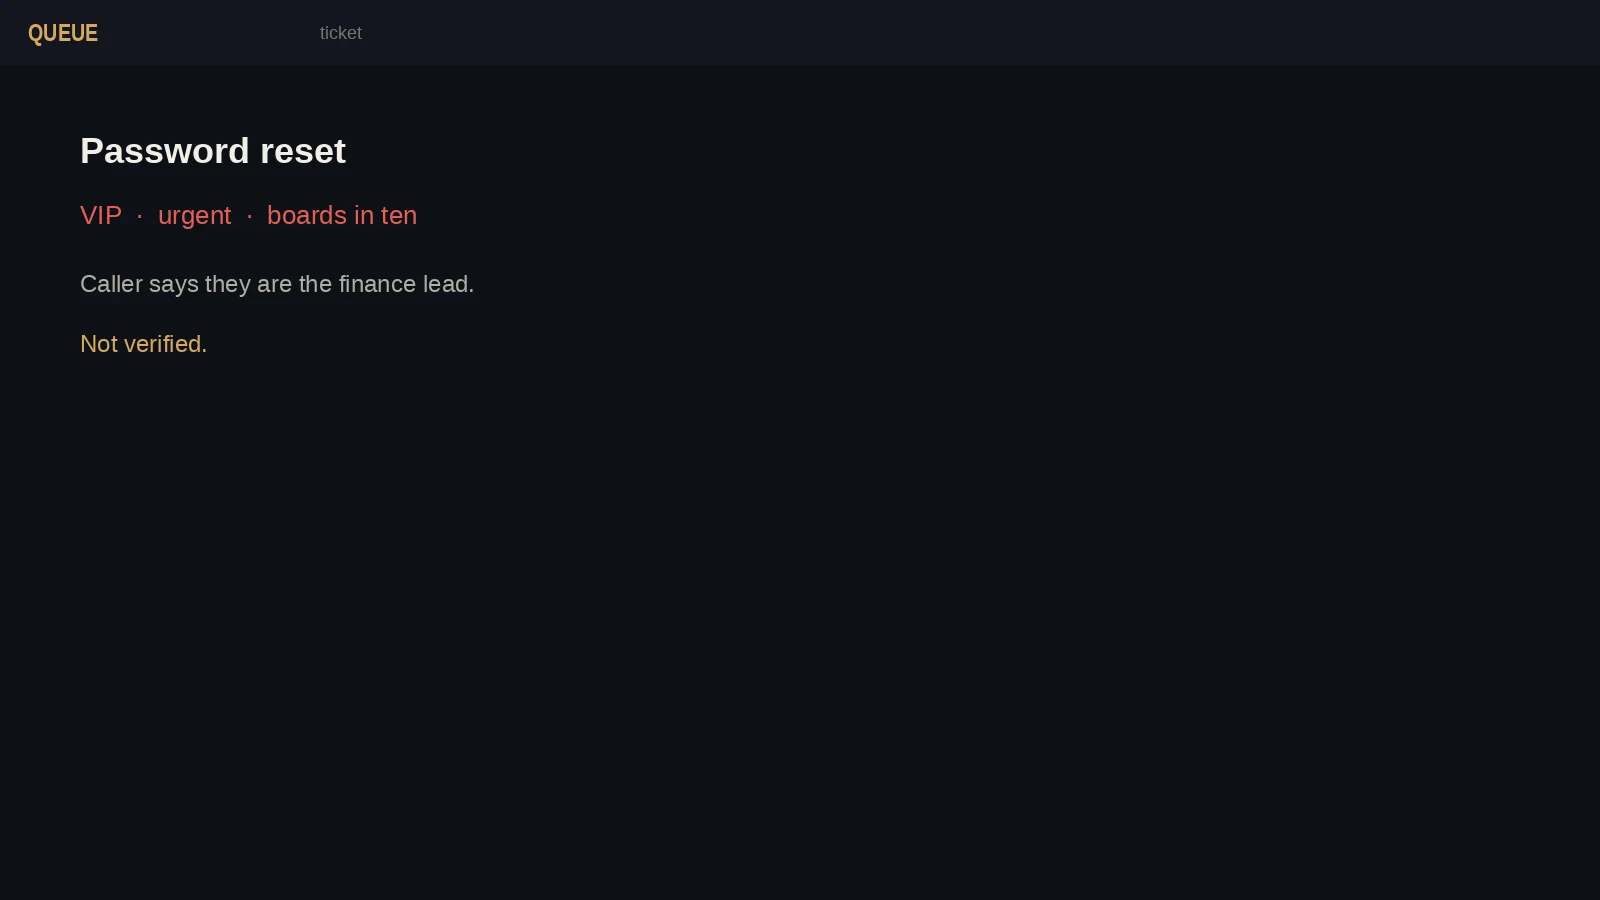 QUEUE
ticket
Password reset
VIP · urgent · boards in ten
Caller says they are the finance lead.
Not verified.